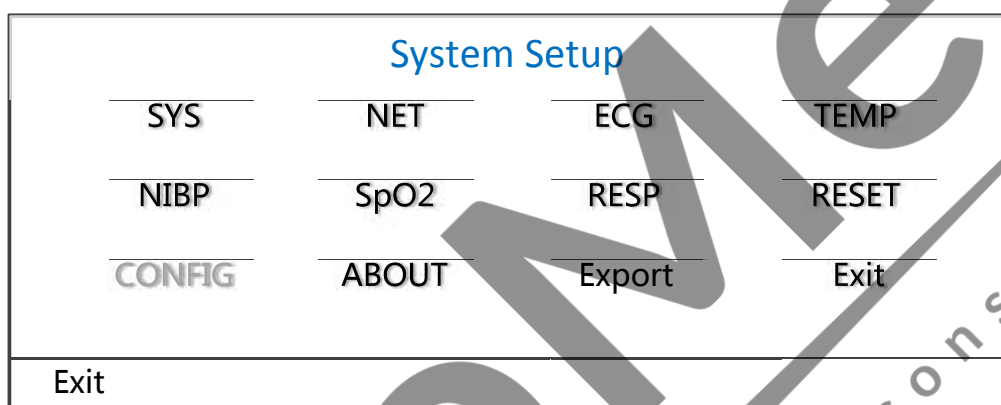 System Setup
SYS NET ECG TEMP
NIBP SpO2 RESP RESET
CONFIG ABOUT Export Exit
Exit